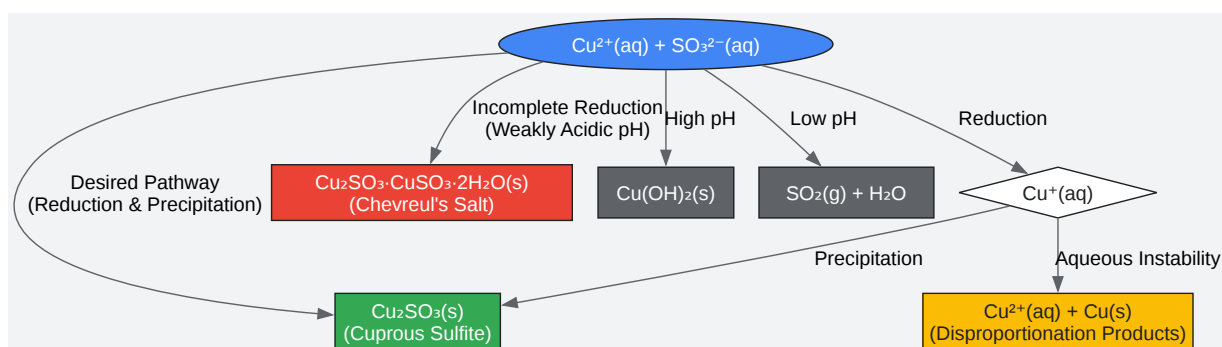 Cu²⁺(aq) + SO₃²⁻(aq)
Incomplete Reduction
(Weakly Acidic pH)
High pH
Low pH
Reduction
Desired Pathway
(Reduction & Precipitation)
Cu₂SO₃·CuSO₃·2H₂O(s)
(Chevreul's Salt)
Cu(OH)₂(s)
SO₂(g) + H₂O
Cu⁺(aq)
Precipitation
Aqueous Instability
Cu₂SO₃(s)
(Cuprous Sulfite)
Cu²⁺(aq) + Cu(s)
(Disproportionation Products)